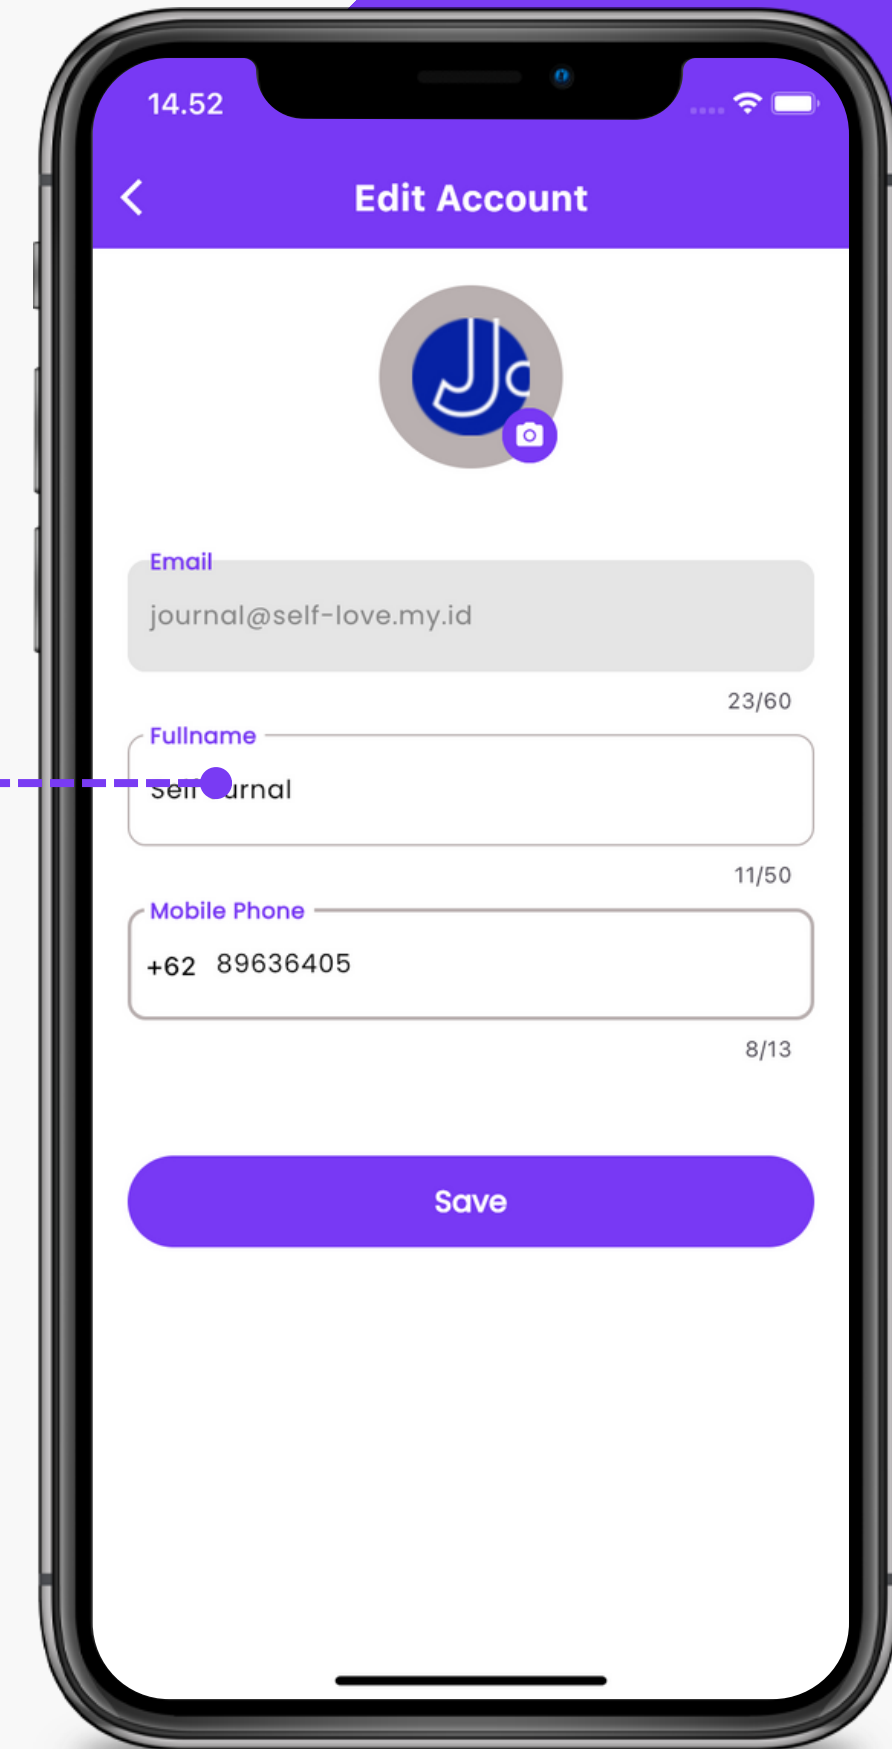 14.52
Edit Account
Email
journal@self-love.my.id
23/60
Fullname
11/50
Mobile Phone
+62 89636405
8/13
Save